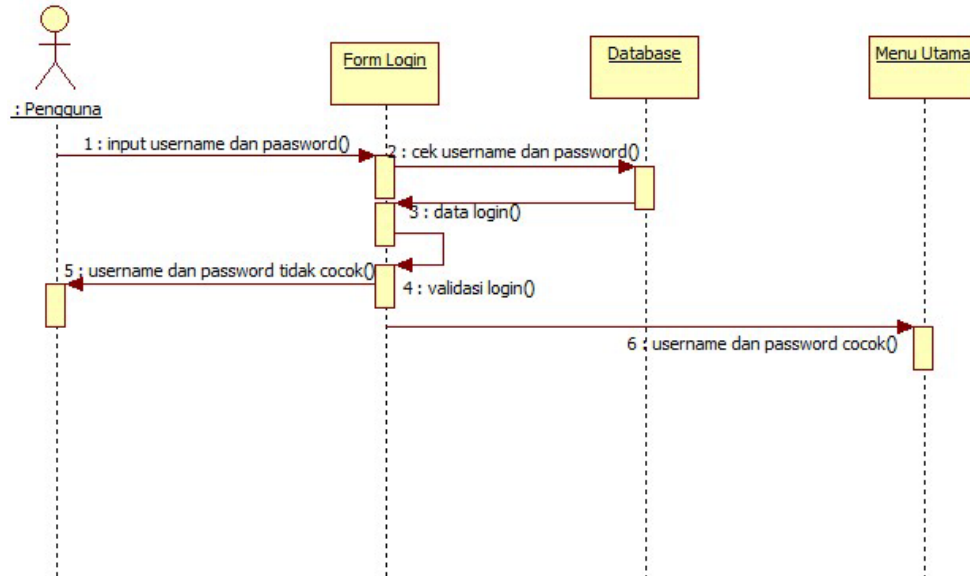 : Pengguna
Form Login
Database
Menu Utama
1 : input username dan paasword()
2 : cek username dan password()
3 : data login()
4 : validasi login()
5 : username dan password tidak cocok()
6 : username dan password cocok()